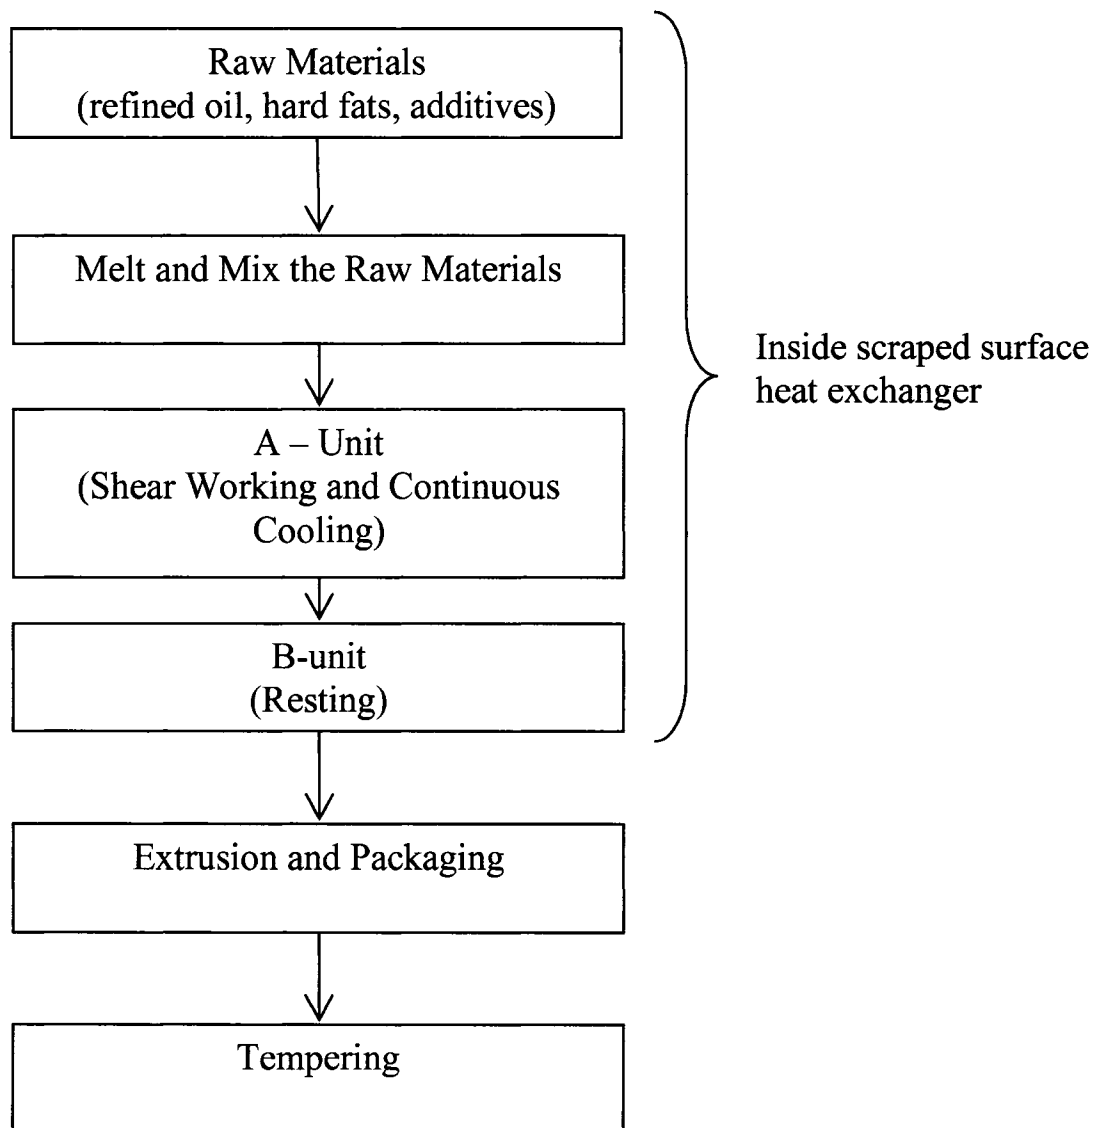 Raw Materials
(refined oil, hard fats, additives)
Melt and Mix the Raw Materials
Inside scraped surface
heat exchanger
A – Unit
(Shear Working and Continuous
Cooling)
B-unit
(Resting)
Extrusion and Packaging
Tempering